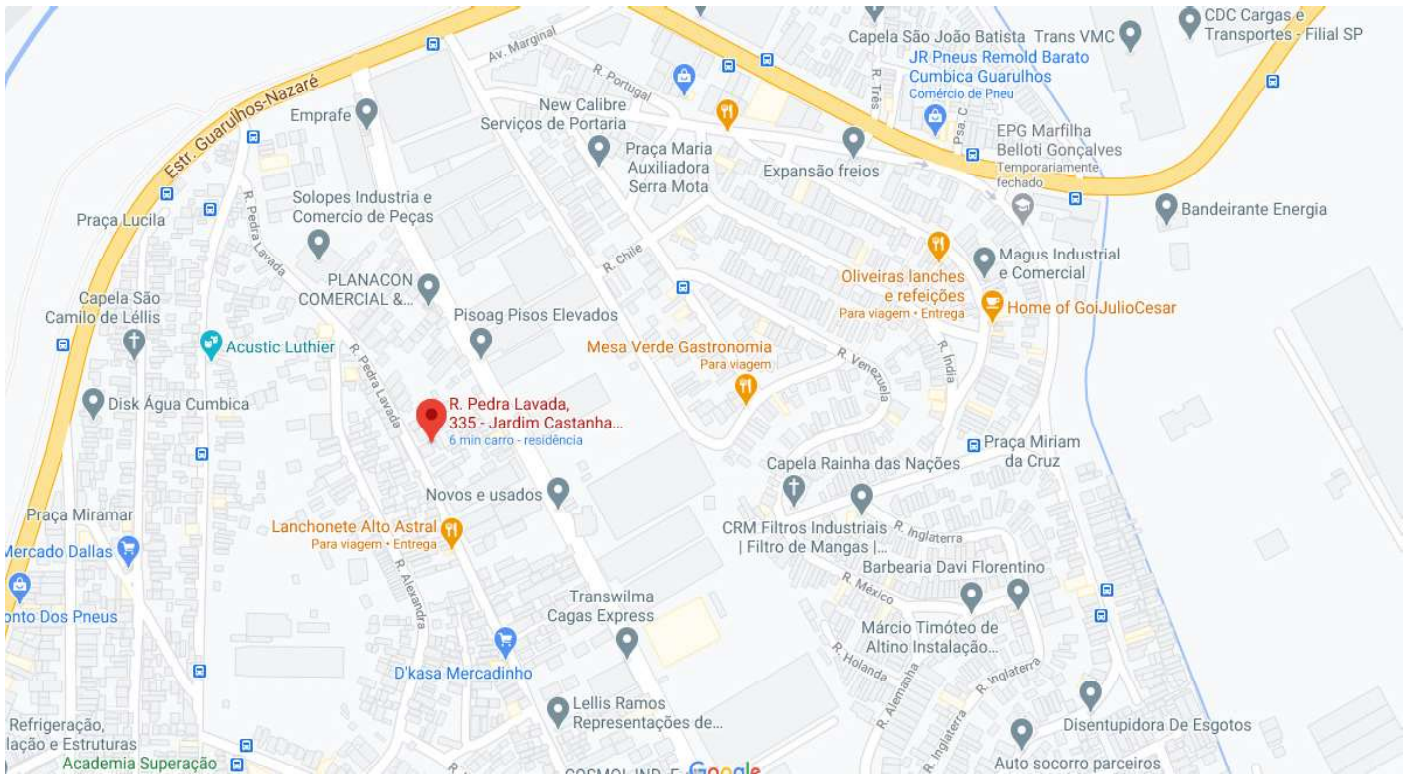 CDC Cargas e
Transportes - Filial SP
Capela São João Batista
Trans VMC
JR Pneus Remold Barato
Cumbica Guarulhos
Comércio de Pneu
Av. Marginal
R. Portugal
R. Três
Psa. C
Estr. Guarulhos-Nazaré
Emprafe
New Calibre
Serviços de Portaria
Praça Maria
Auxiliadora
Serra Mota
Expansão freios
EPG Marfilha
Belloti Gonçalves
Temporariamente
fechado
Bandeirante Energia
Praça Lucila
R. Pedra Lavada
Solopes Industria e
Comercio de Peças
R. Chile
Magus Industrial
e Comercial
Oliveiras lanches
e refeições
Para viagem • Entrega
Home of GoiJulioCesar
PLANACON
COMERCIAL &...
Capela São
Camilo de Léllis
Pisoag Pisos Elevados
Acustic Luthier
Mesa Verde Gastronomia
Para viagem
R. Venezuela
R. Índia
R. Pedra Lavada
Disk Água Cumbica
R. Pedra Lavada,
335 - Jardim Castanha...
6 min carro - residência
Praça Miriam
da Cruz
Capela Rainha das Nações
Novos e usados
Praça Miramar
Lanchonete Alto Astral
Para viagem • Entrega
CRM Filtros Industriais
| Filtro de Mangas |...
R. Inglaterra
Mercado Dallas
Barbearia Davi Florentino
R. Alexandra
R. México
onto Dos Pneus
Transwilma
Cagas Express
Márcio Timóteo de
Altino Instalação...
R. Holanda
D'kasa Mercadinho
R. Alemanha
R. Inglaterra
Lellis Ramos
Representações de...
Disentupidora De Esgotos
Refrigeração,
lação e Estruturas
R. Inglaterra
Academia Superação
Auto socorro parceiros
Google